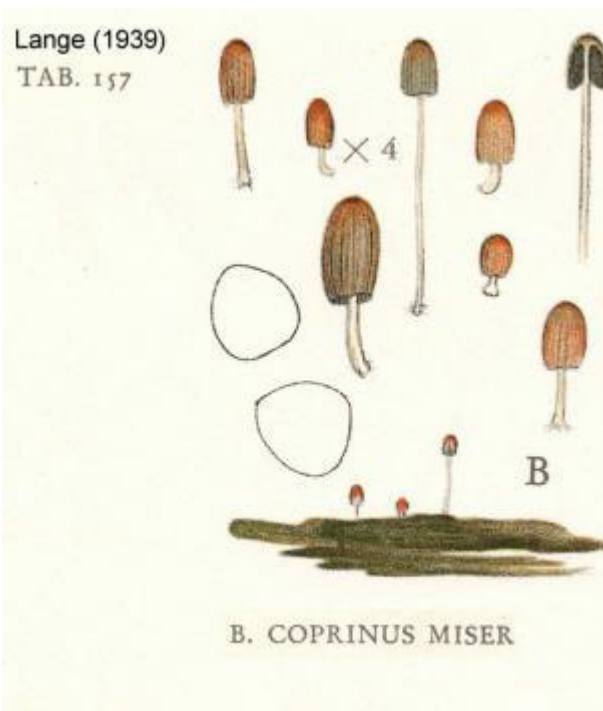 Lange (1939)
TAB. 157
× 4
B
B. COPRINUS MISER